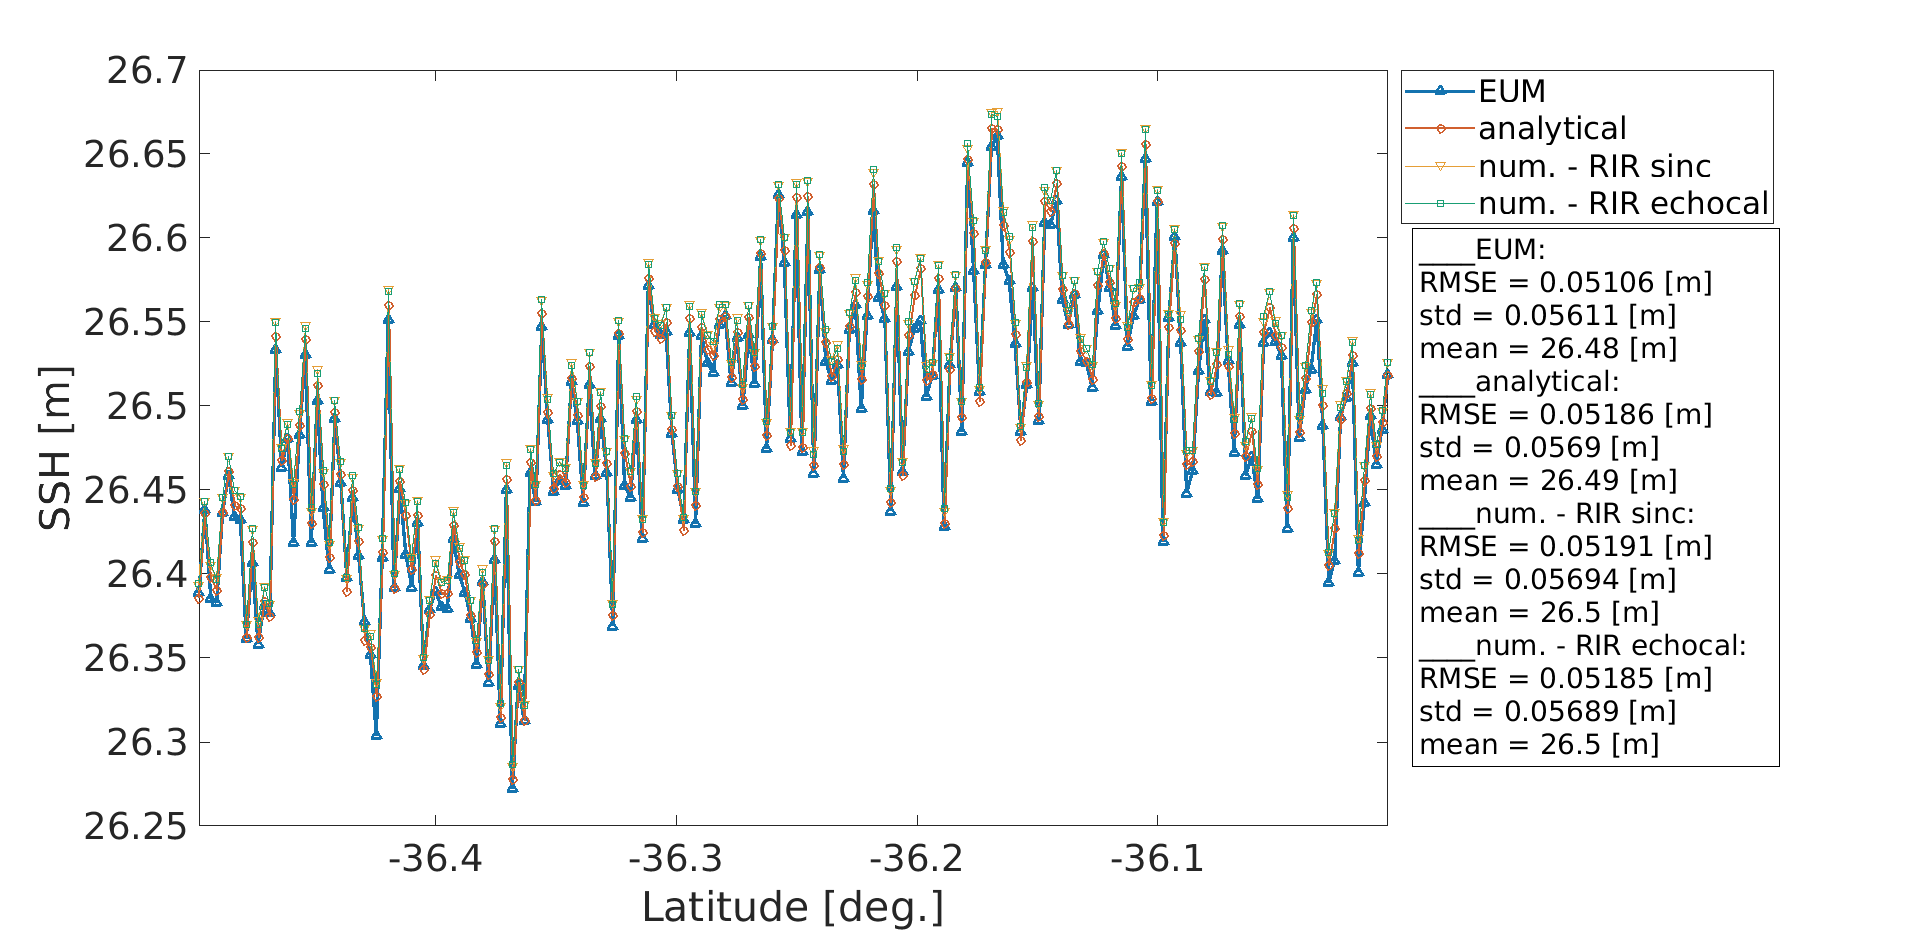 26.7
26.65
26.6
26.55
26.5
26.45
26.4
26.35
26.3
26.25
SSH [m]
-36.4
-36.3
-36.2
-36.1
Latitude [deg.]
EUM
analytical
num. - RIR sinc
num. - RIR echocal
____EUM:
RMSE = 0.05106 [m]
std = 0.05611 [m]
mean = 26.48 [m]
____analytical:
RMSE = 0.05186 [m]
std = 0.0569 [m]
mean = 26.49 [m]
____num. - RIR sinc:
RMSE = 0.05191 [m]
std = 0.05694 [m]
mean = 26.5 [m]
____num. - RIR echocal:
RMSE = 0.05185 [m]
std = 0.05689 [m]
mean = 26.5 [m]